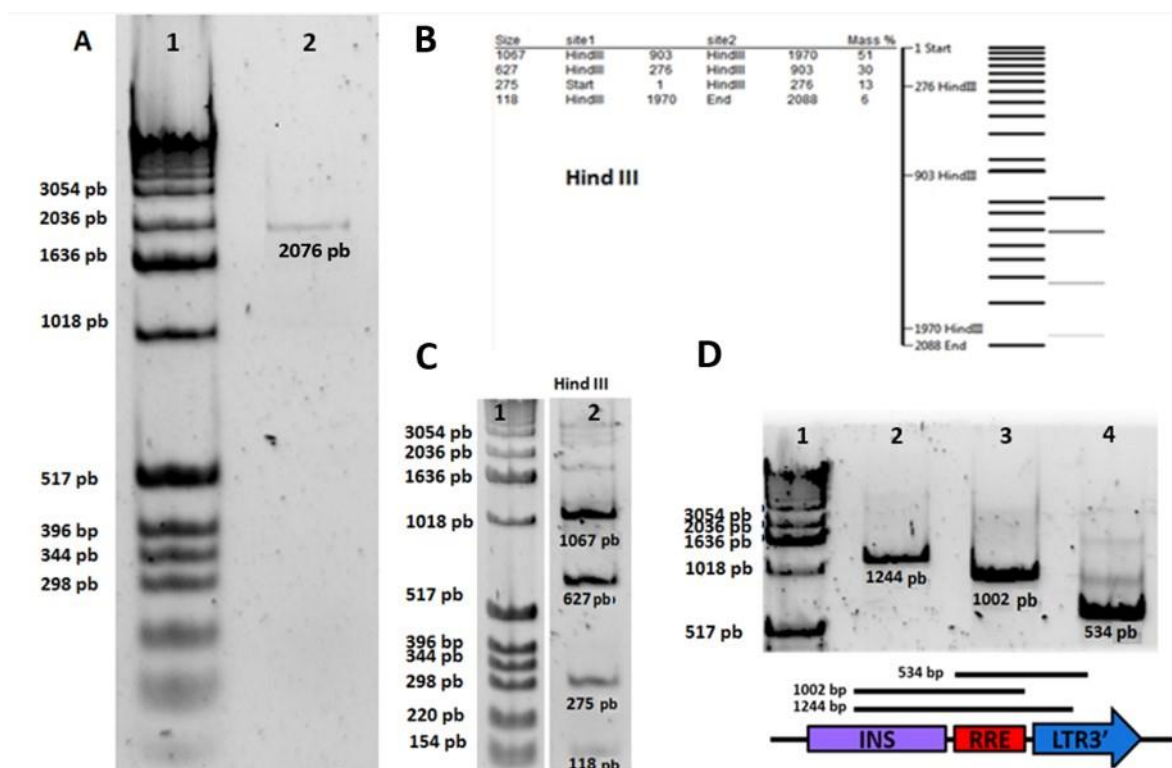 A
1
2
3054 pb
2036 pb
1636 pb
1018 pb
517 pb
396 bp
344 pb
298 pb
2076 pb
B
Size site1 site2 Mass %
1067 HindIII 903 HindIII 1970 51
627 HindIII 276 HindIII 903 30
275 Start 1 HindIII 276 13
118 HindIII 1970 End 2088 6
Hind III
1 Start
276 HindIII
903 HindIII
1970 HindIII
2088 End
C
Hind III
1
2
3054 pb
2036 pb
1636 pb
1018 pb
517 pb
396 bp
344 pb
298 pb
220 pb
154 pb
1067 pb
627 pb
275 pb
118 pb
D
1
2
3
4
3054 pb
2036 pb
1636 pb
1018 pb
517 pb
1244 pb
1002 pb
534 pb
534 bp
1002 bp
1244 bp
INS
RRE
LTR3'